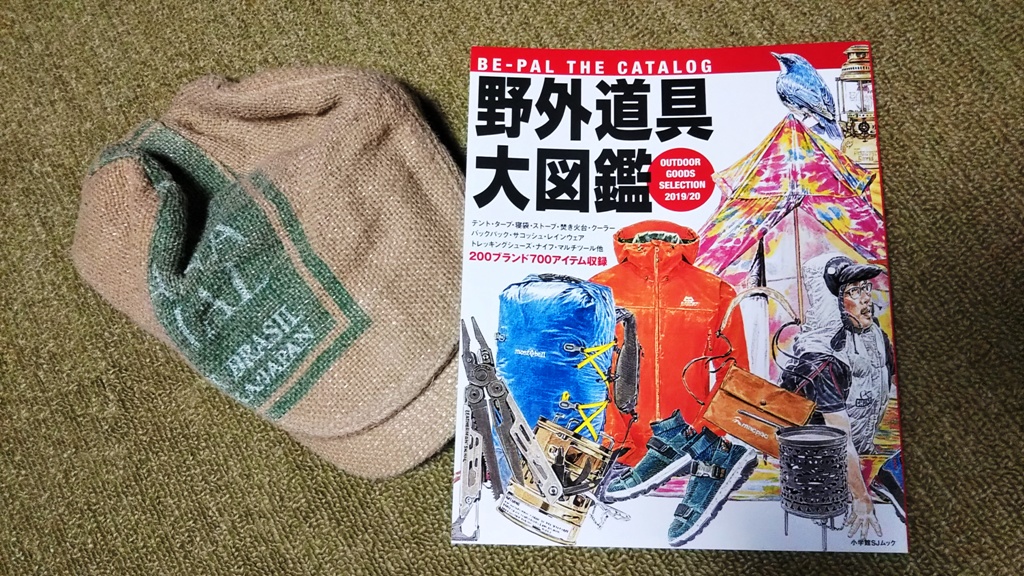 BE-PAL THE CATALOG
野外道具
大図鑑
OUTDOOR
GOODS
SELECTION
2019/20
テント・タープ・寝袋・ストーブ・焚き火台・クーラー
バックパック・サコッシュ・レインウェア
トレッキングシューズ・ナイフ・マルチツール他
200ブランド700アイテム収録
mont-bell
小学館SJムック
BRASIL